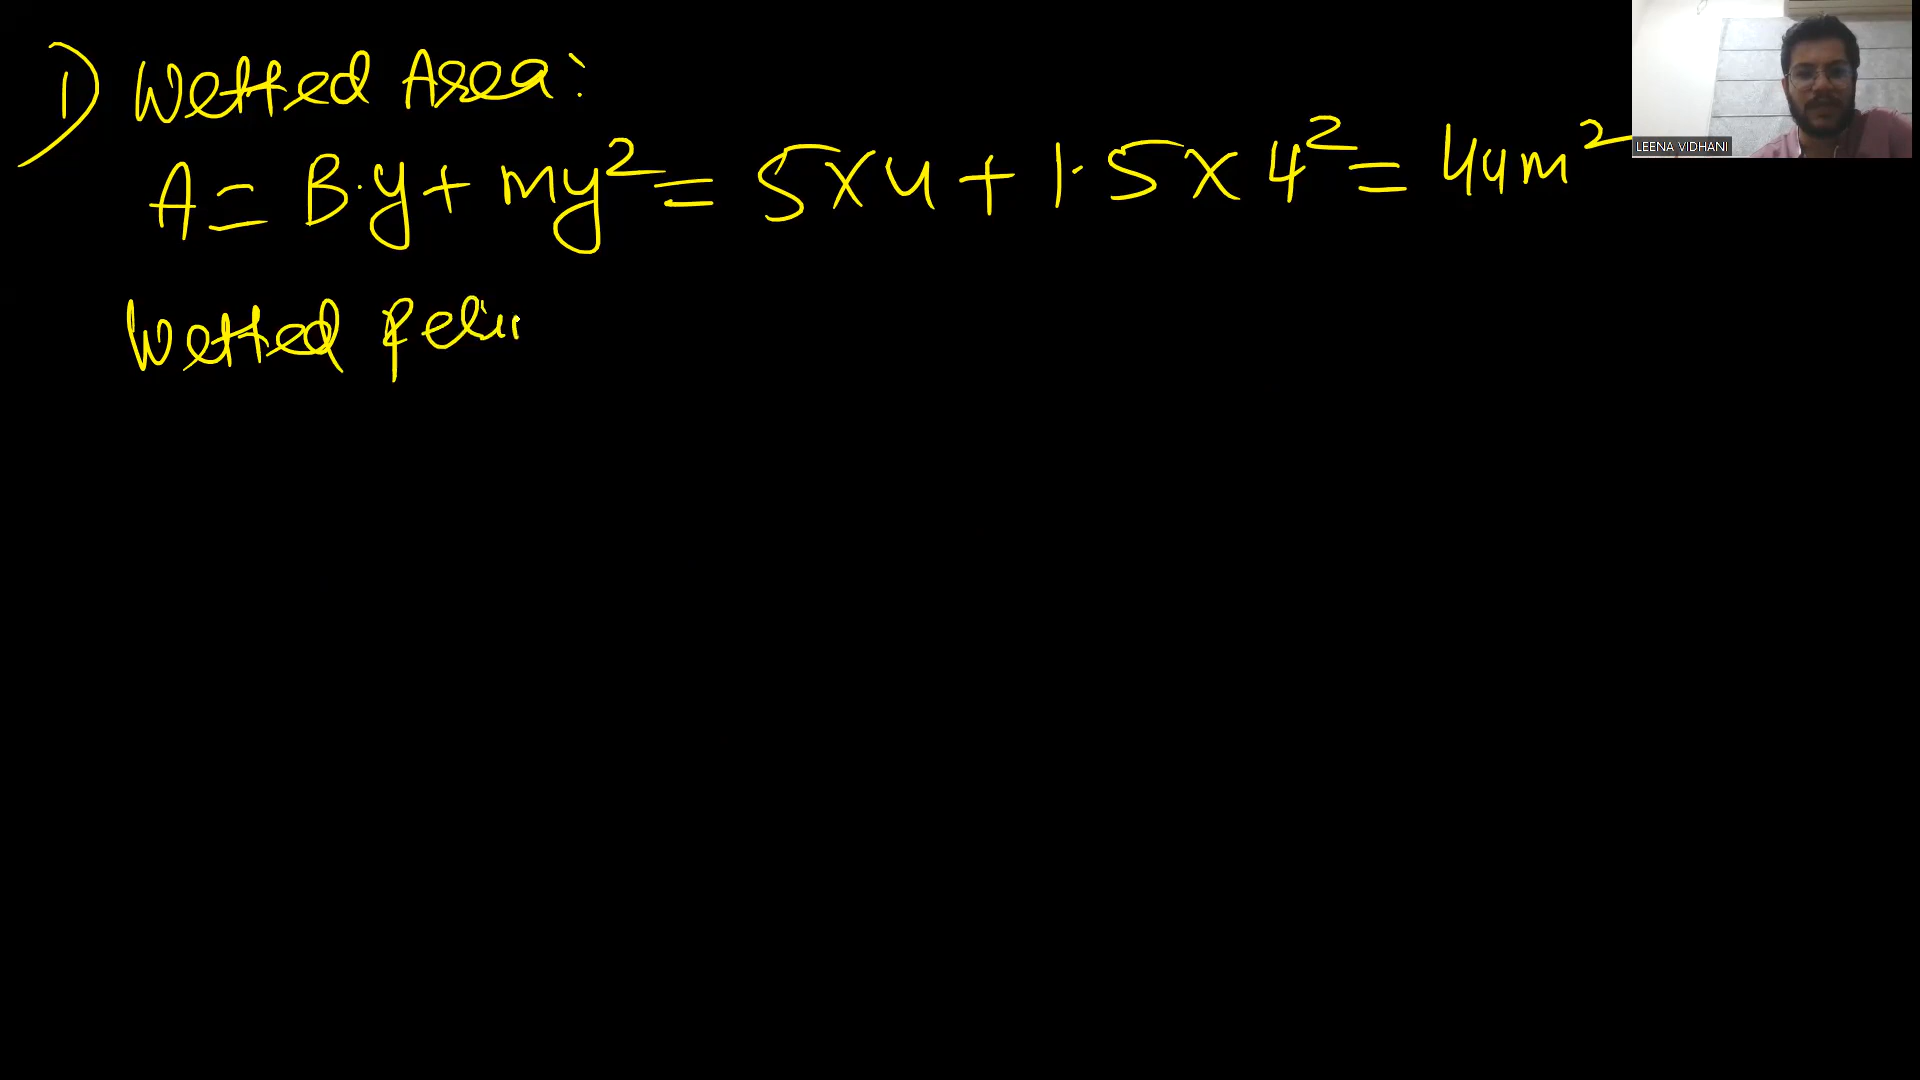 1) Wetted Area:
A = B.y + my² = 5 x 4 + 1.5 x 4² = 44m²
LEENA VIDHANI
Wetted Peri